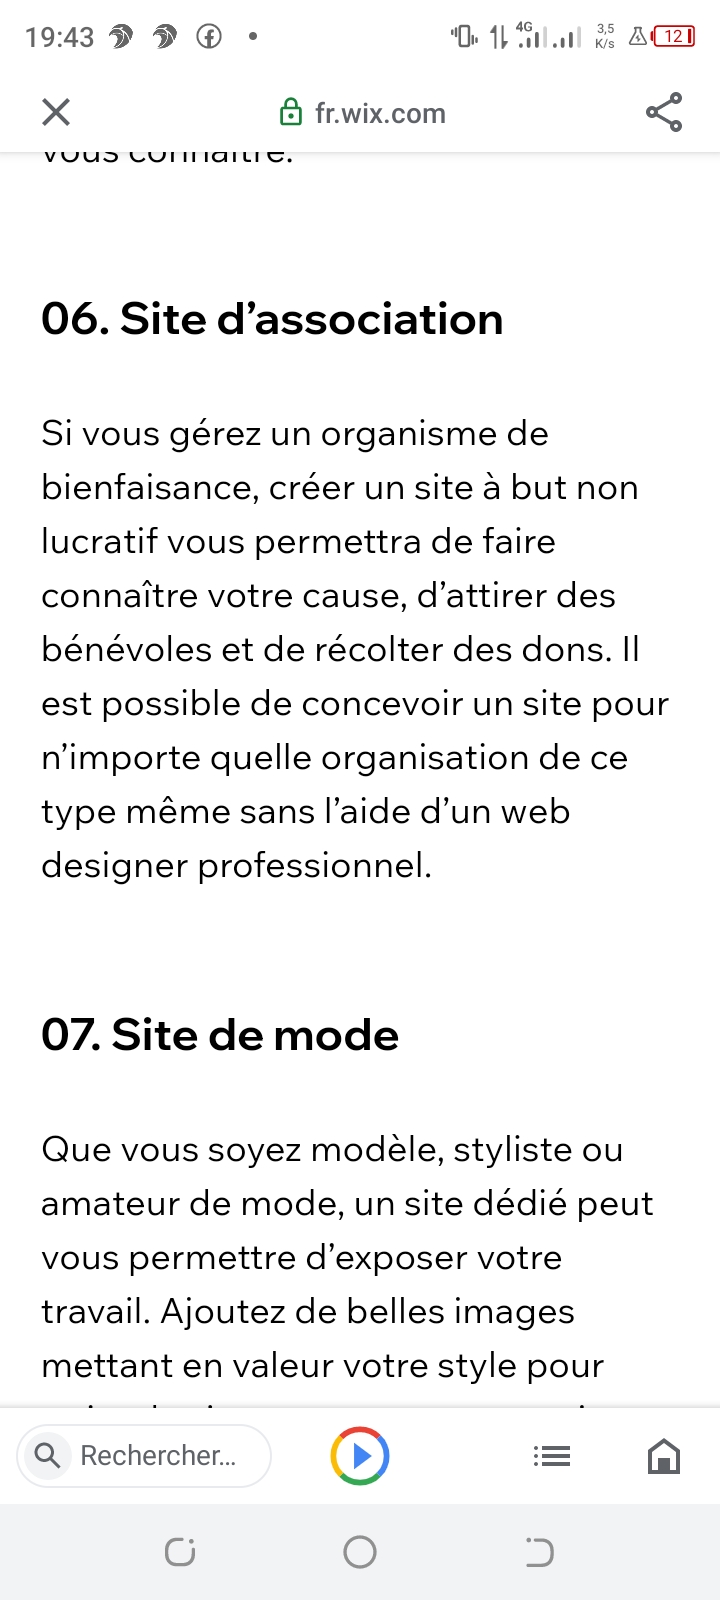 19:43
4G
3,5
K/s
12
fr.wix.com
vous connaître.
06. Site d’association
Si vous gérez un organisme de
bienfaisance, créer un site à but non
lucratif vous permettra de faire
connaître votre cause, d’attirer des
bénévoles et de récolter des dons. Il
est possible de concevoir un site pour
n’importe quelle organisation de ce
type même sans l’aide d’un web
designer professionnel.
07. Site de mode
Que vous soyez modèle, styliste ou
amateur de mode, un site dédié peut
vous permettre d’exposer votre
travail. Ajoutez de belles images
mettant en valeur votre style pour
Rechercher...